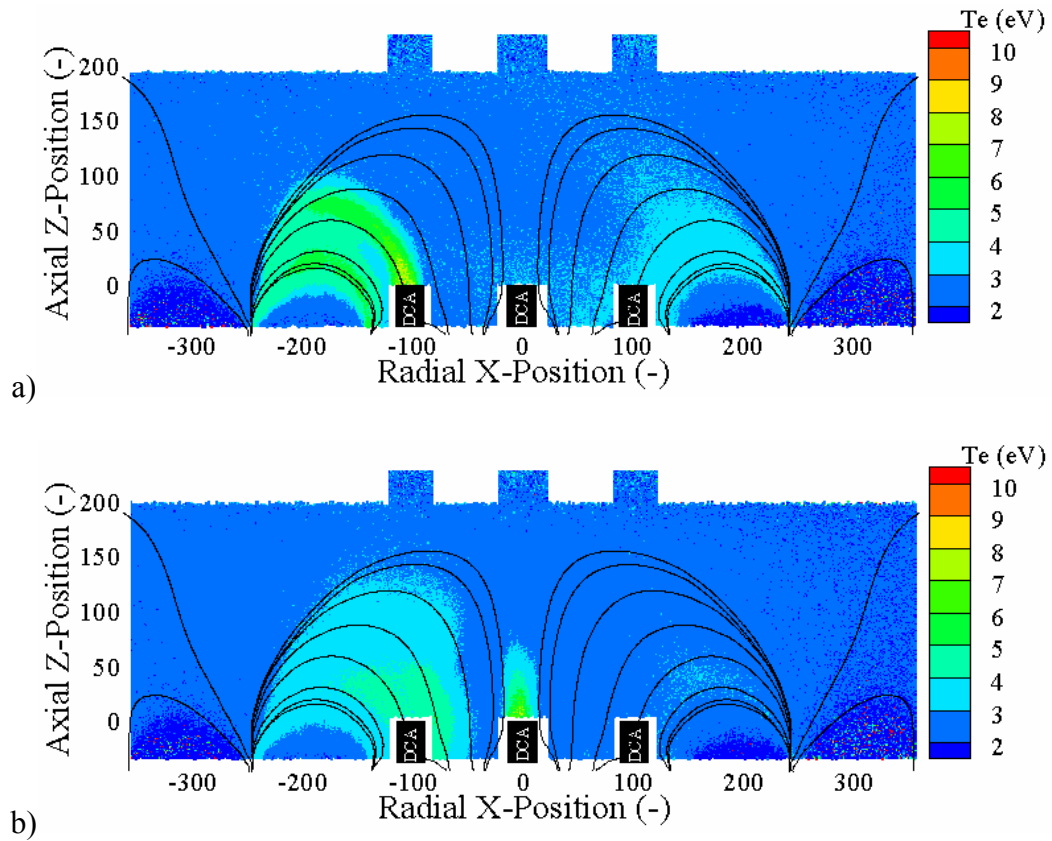 Te (eV)
10
9
8
7
6
5
4
3
2
Axial Z-Position (-)
200
150
100
50
0
DCA
DCA
DCA
-300 -200 -100 0 100 200 300
Radial X-Position (-)
a)
Te (eV)
10
9
8
7
6
5
4
3
2
Axial Z-Position (-)
200
150
100
50
0
DCA
DCA
DCA
-300 -200 -100 0 100 200 300
Radial X-Position (-)
b)